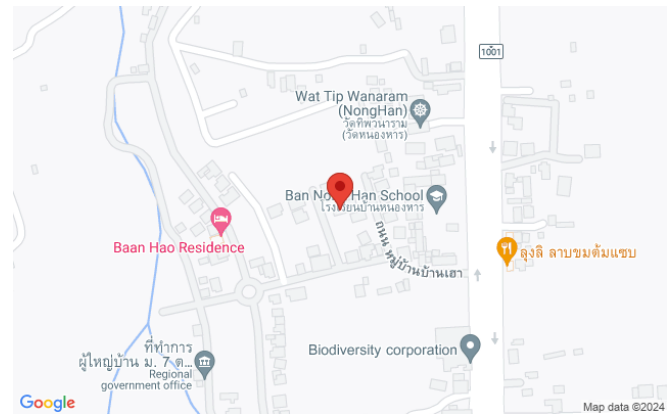 1001
Wat Tip Wanaram
(NongHan)
วัดทิพวนาราม
(วัดหนองหาร)
Ban Nong Han School
โรงเรียนบ้านหนองหาร
Baan Hao Residence
ถนน หมู่บ้านบ้านเฮา
ลุงลิ ลาบขมต้มแซบ
ที่ทำการ
ผู้ใหญ่บ้าน ม. 7 ต...
Regional
government office
Biodiversity corporation
Google
Map data ©2024